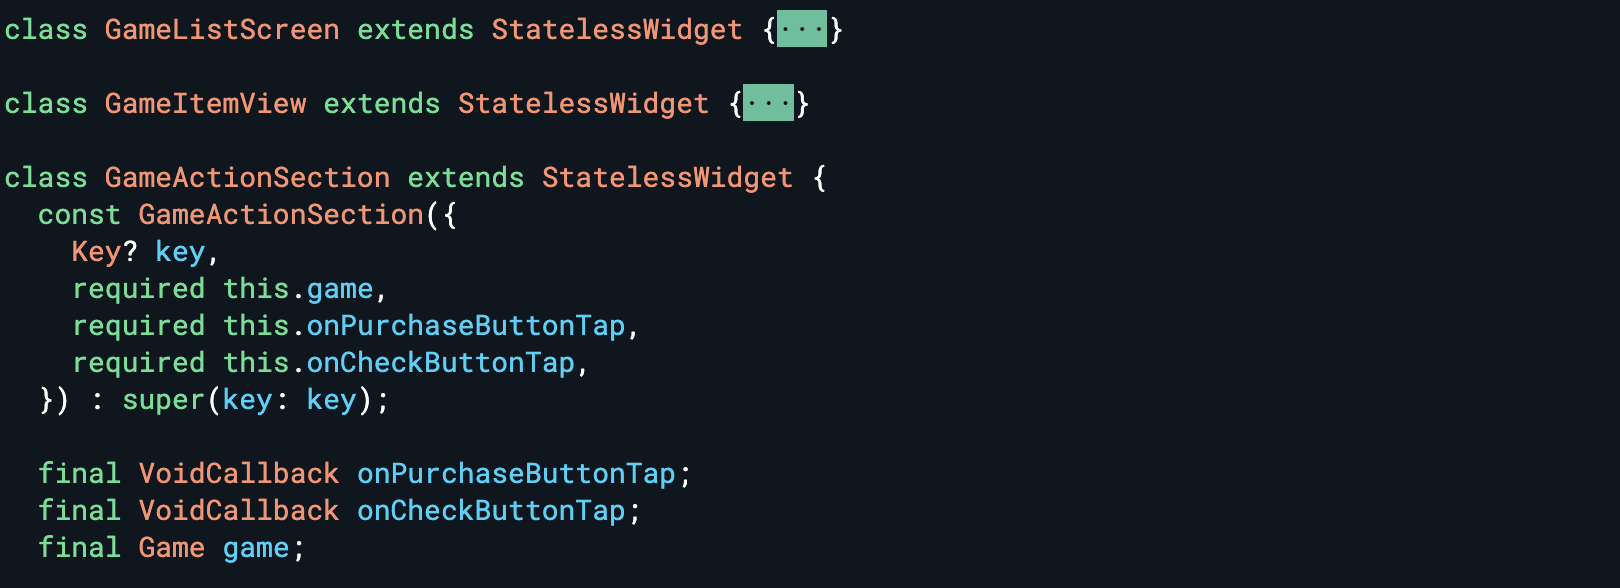 class GameListScreen extends StatelessWidget {...}
class GameItemView extends StatelessWidget {...}
class GameActionSection extends StatelessWidget {
const GameActionSection({
Key? key,
required this.game,
required this.onPurchaseButtonTap,
required this.onCheckButtonTap,
}) : super(key: key);
final VoidCallback onPurchaseButtonTap;
final VoidCallback onCheckButtonTap;
final Game game;